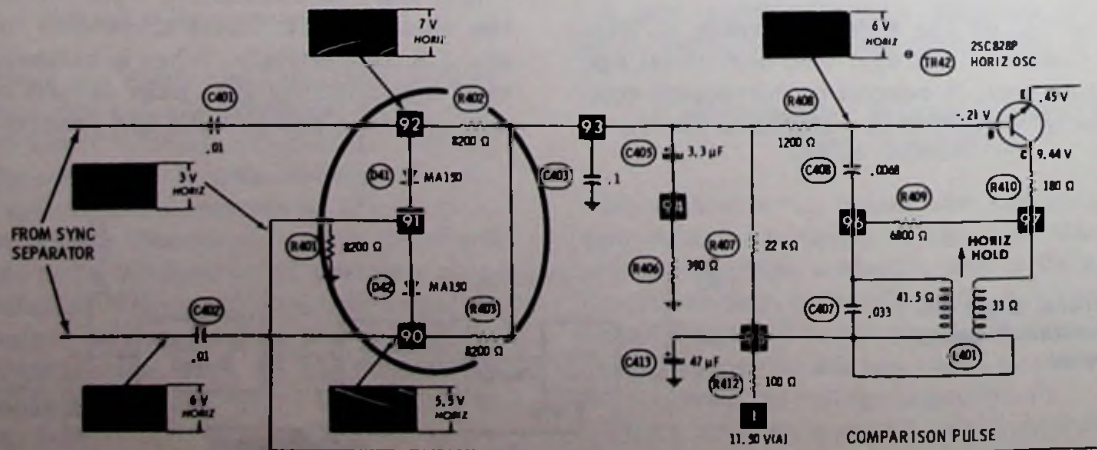 7 V
HORIZ
6 V
HORIZ
TR42
2SC828P
HORIZ OSC
C401
.01
92
R402
8200 Ω
93
R408
1200 Ω
-.21 V
B
E
.45 V
C
9.44 V
3 V
HORIZ
D41
MA150
C403
.1
C405
3.3 µF
C408
.0068
R410
180 Ω
FROM SYNC
SEPARATOR
91
R401
8200 Ω
94
R407
22 KΩ
96
R409
6800 Ω
97
HORIZ
HOLD
D42
MA150
R406
390 Ω
C407
.033
41.5 Ω
33 Ω
C402
.01
90
R403
8200 Ω
C413
47 µF
R412
100 Ω
L401
6 V
HORIZ
5.5 V
HORIZ
1
11.50 V(A)
COMPARISON PULSE